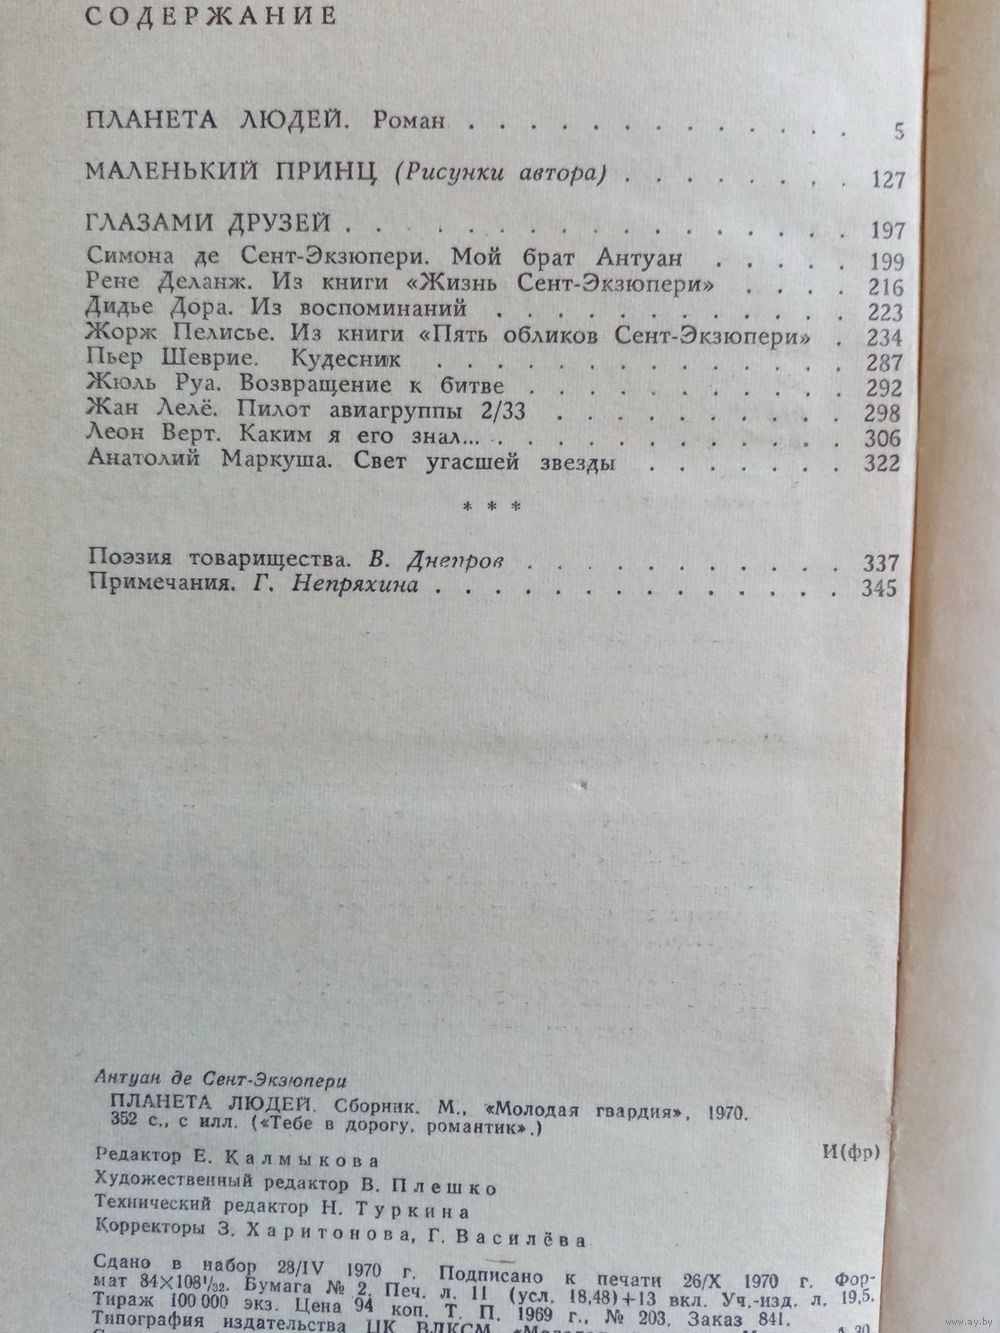 СОДЕРЖАНИЕ
ПЛАНЕТА ЛЮДЕЙ. Роман . . . . . . . . . . . . . . 5
МАЛЕНЬКИЙ ПРИНЦ (Рисунки автора) . . . . . . . . 127
ГЛАЗАМИ ДРУЗЕЙ . . . . . . . . . . . . . . . . . 197
Симона де Сент-Экзюпери. Мой брат Антуан . . . . . 199
Рене Деланж. Из книги «Жизнь Сент-Экзюпери» . . . . 216
Дидье Дора. Из воспоминаний . . . . . . . . . . . 223
Жорж Пелисье. Из книги «Пять обликов Сент-Экзюпери» . 234
Пьер Шеврие. Кудесник . . . . . . . . . . . . . 287
Жюль Руа. Возвращение к битве . . . . . . . . . . 292
Жан Лелё. Пилот авиагруппы 2/33 . . . . . . . . . 298
Леон Верт. Каким я его знал... . . . . . . . . . . . 306
Анатолий Маркуша. Свет угасшей звезды . . . . . . . 322
* * *
Поэзия товарищества. В. Днепров . . . . . . . . . . 337
Примечания. Г. Непряхина . . . . . . . . . . . . . 345
Антуан де Сент-Экзюпери
ПЛАНЕТА ЛЮДЕЙ. Сборник. М., «Молодая гвардия», 1970.
352 с., с илл. («Тебе в дорогу, романтик».)
И(фр)
Редактор Е. Калмыкова
Художественный редактор В. Плешко
Технический редактор Н. Туркина
Корректоры З. Харитонова, Г. Василёва
Сдано в набор 28/IV 1970 г. Подписано к печати 26/X 1970 г. Фор-
мат 84×108 1/32. Бумага № 2. Печ. л. 11 (усл. 18,48)+13 вкл. Уч.-изд. л. 19,5.
Тираж 100 000 экз. Цена 94 коп. Т. П. 1969 г., № 203. Заказ 841.
Типография издательства ЦК ВЛКСМ «Молодая
www.ay.by